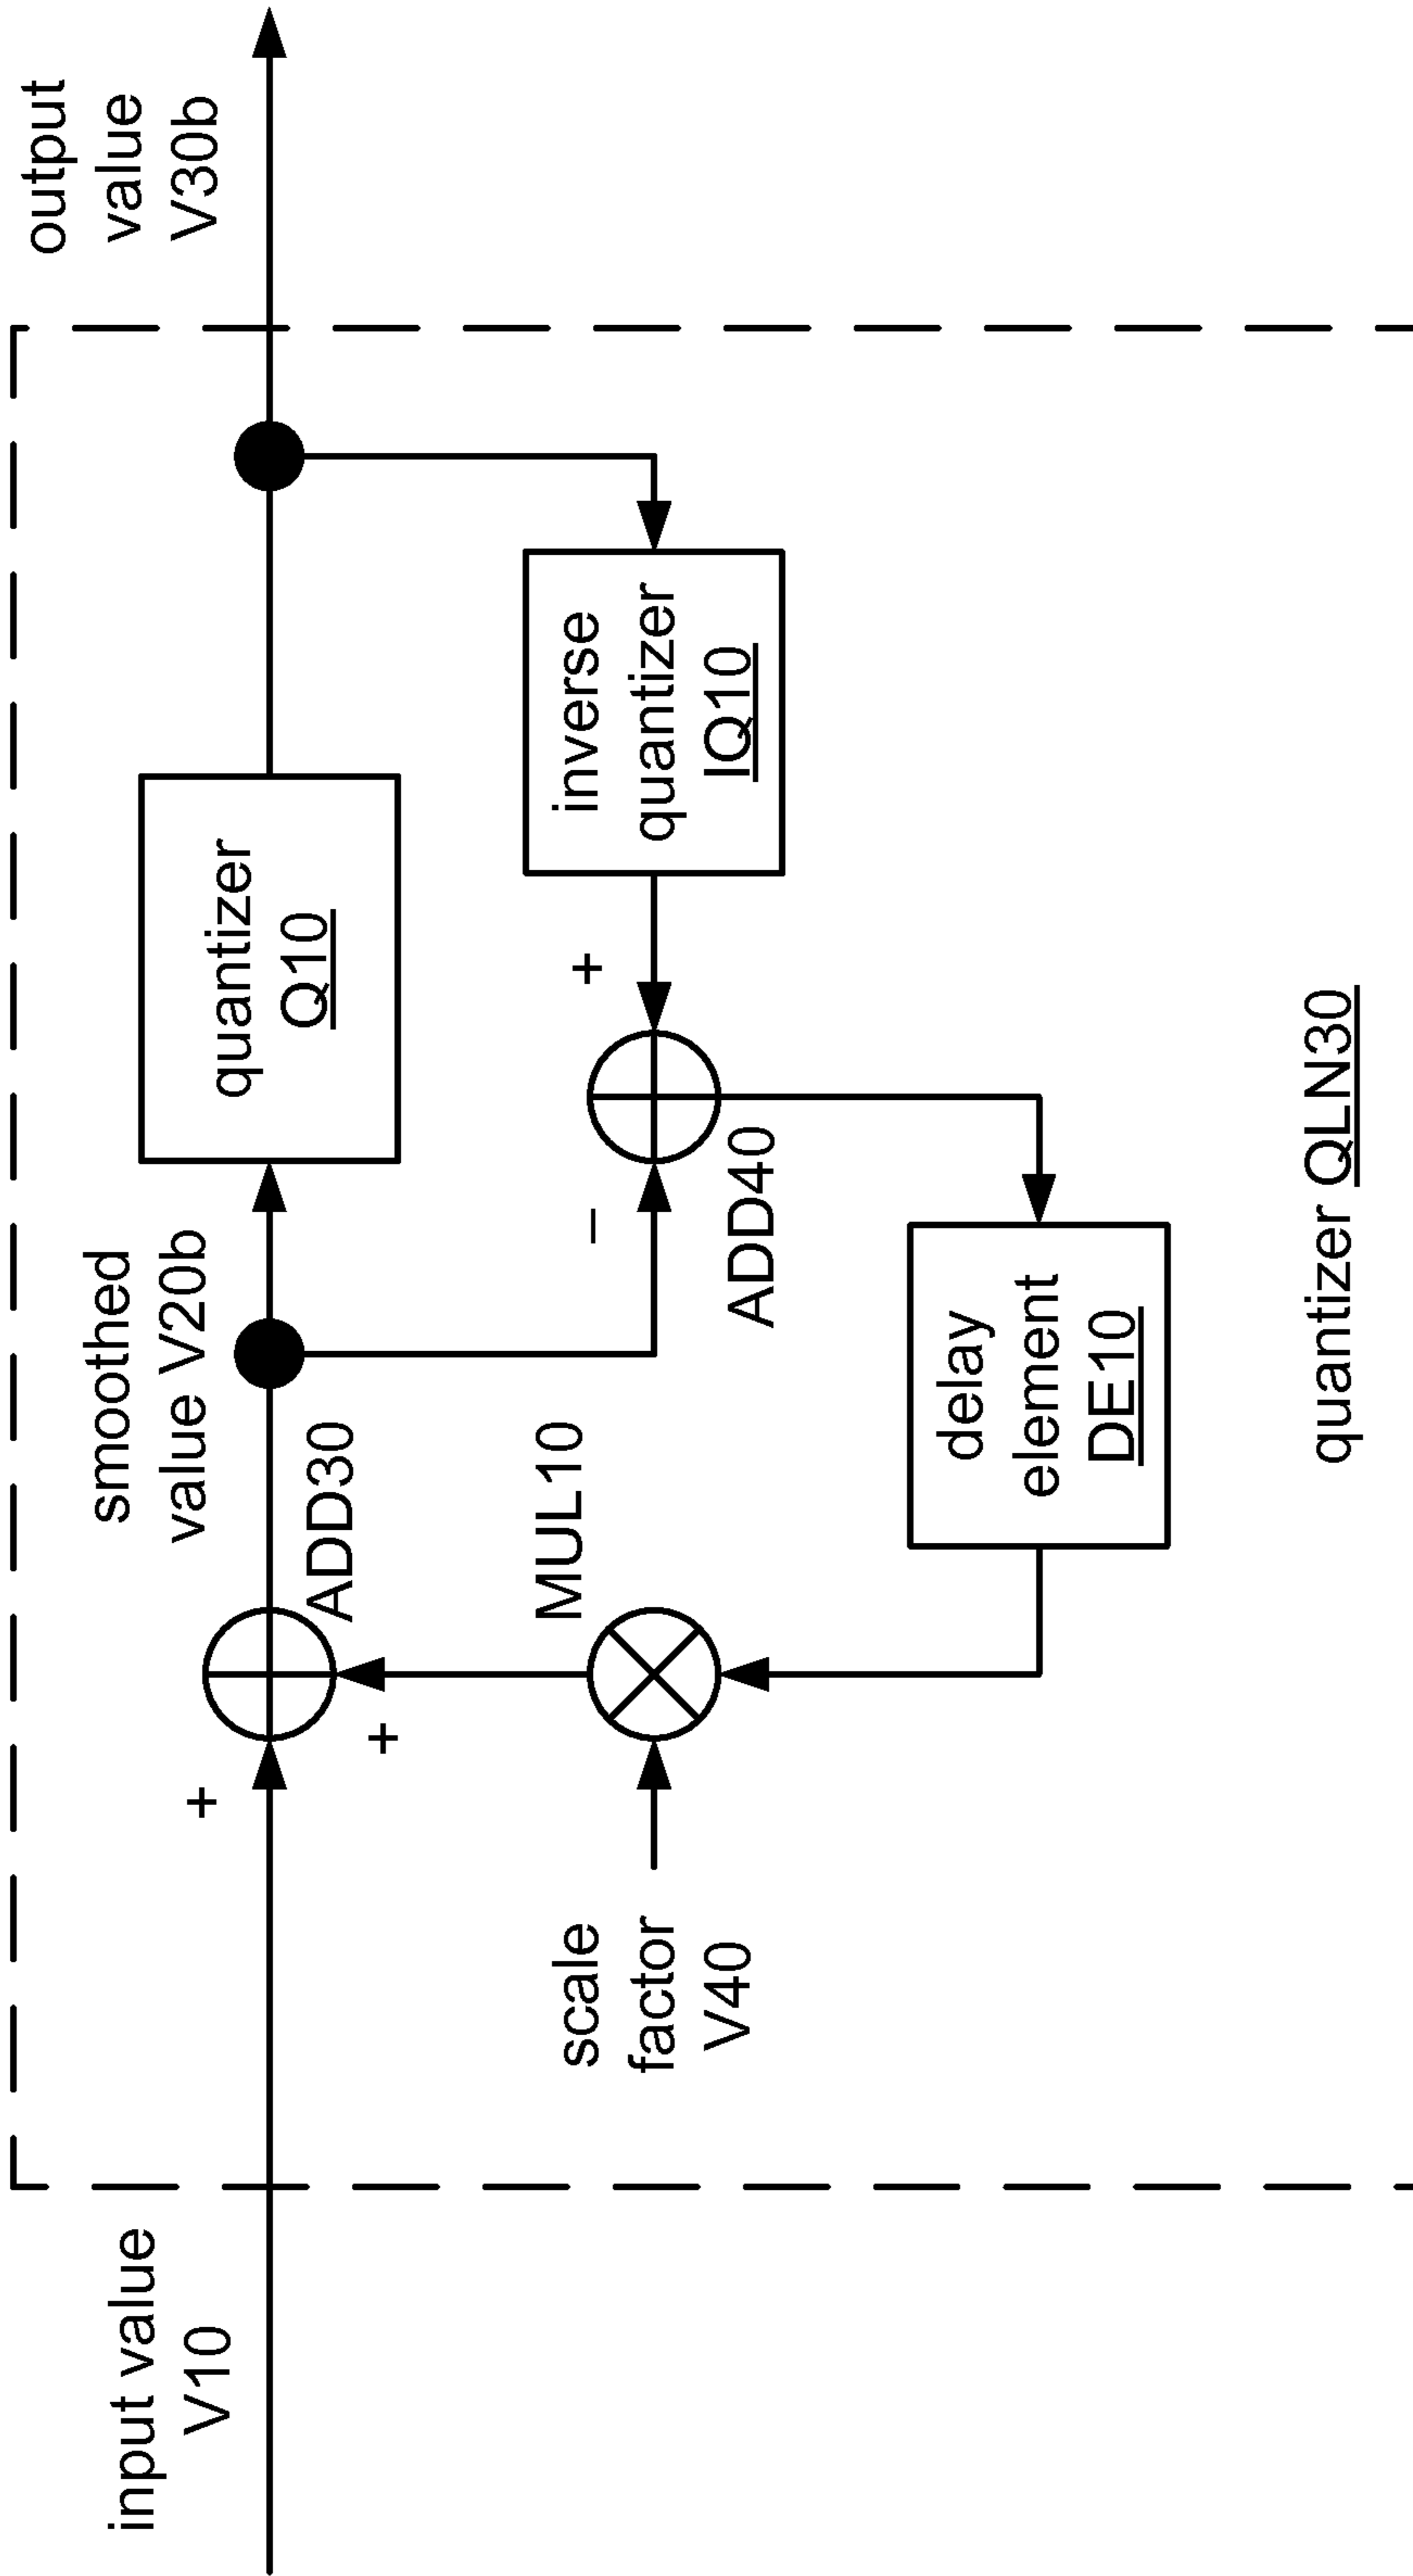 input value
V10
+
+
ADD30
smoothed
value V20b
quantizer
Q10
output
value
V30b
scale
factor
V40
MUL10
–
+
ADD40
inverse
quantizer
IQ10
delay
element
DE10
quantizer QLN30